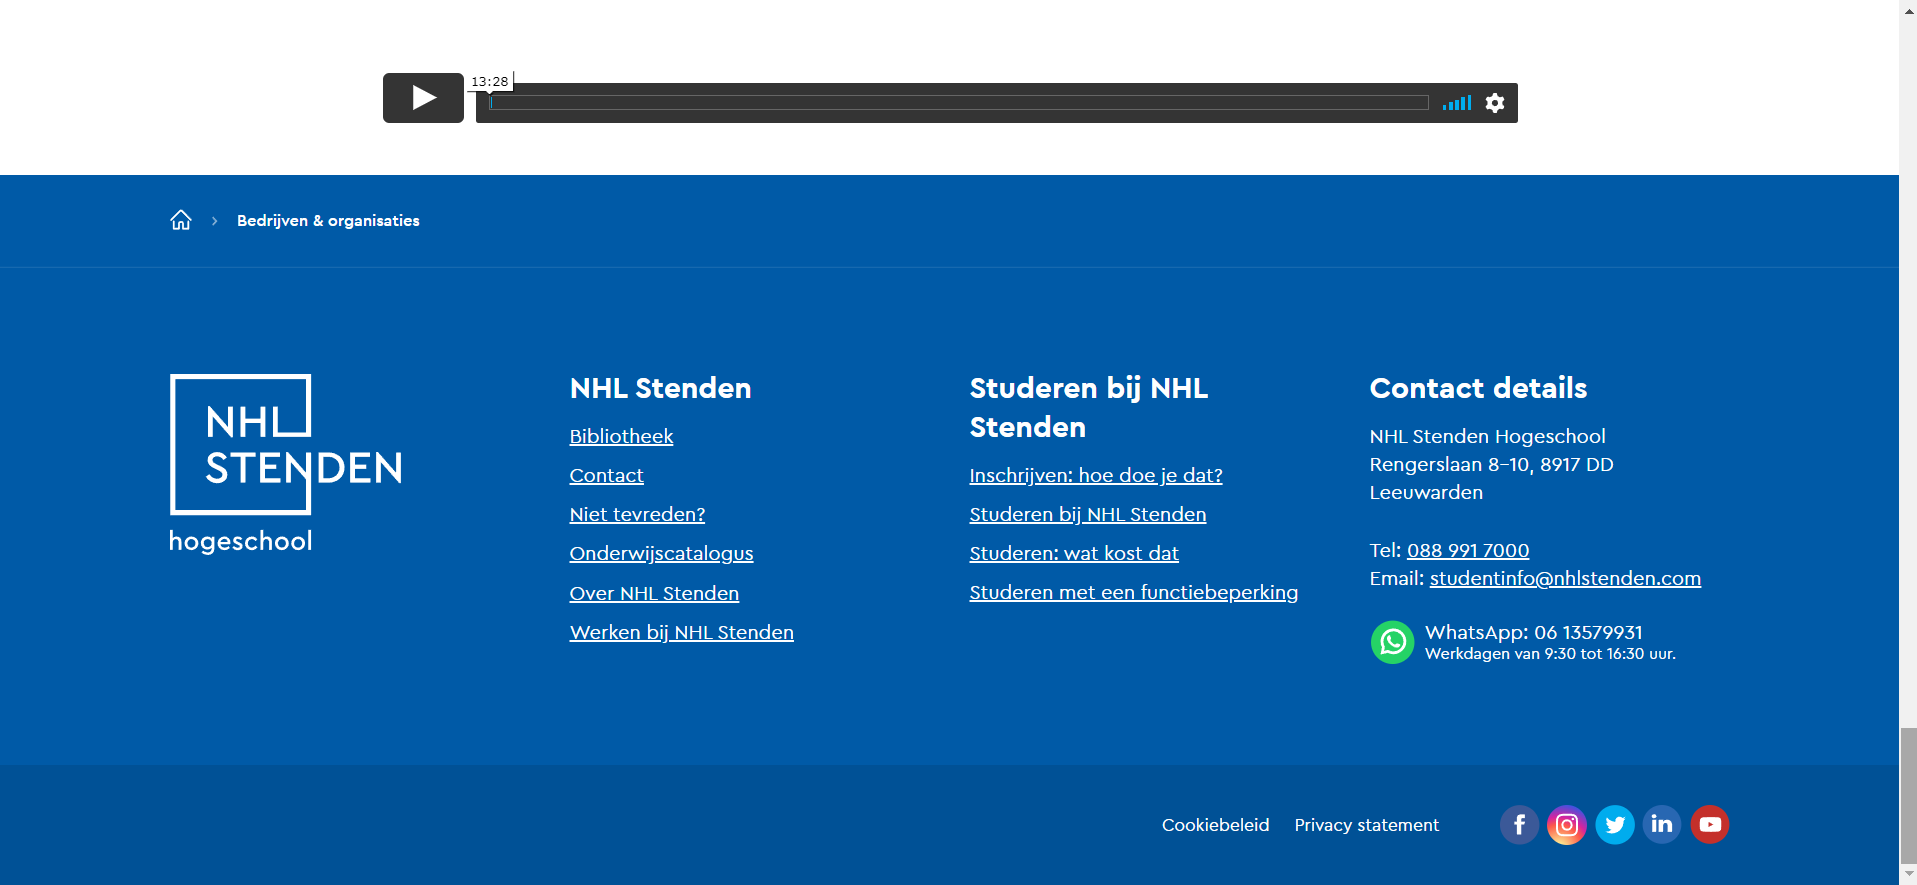 13:28
Bedrijven & organisaties
NHL
STENDEN
hogeschool
NHL Stenden
Bibliotheek
Contact
Niet tevreden?
Onderwijscatalogus
Over NHL Stenden
Werken bij NHL Stenden
Studeren bij NHL
Stenden
Inschrijven: hoe doe je dat?
Studeren bij NHL Stenden
Studeren: wat kost dat
Studeren met een functiebeperking
Contact details
NHL Stenden Hogeschool
Rengerslaan 8-10, 8917 DD
Leeuwarden
Tel: 088 991 7000
Email: studentinfo@nhlstenden.com
WhatsApp: 06 13579931
Werkdagen van 9:30 tot 16:30 uur.
Cookiebeleid Privacy statement